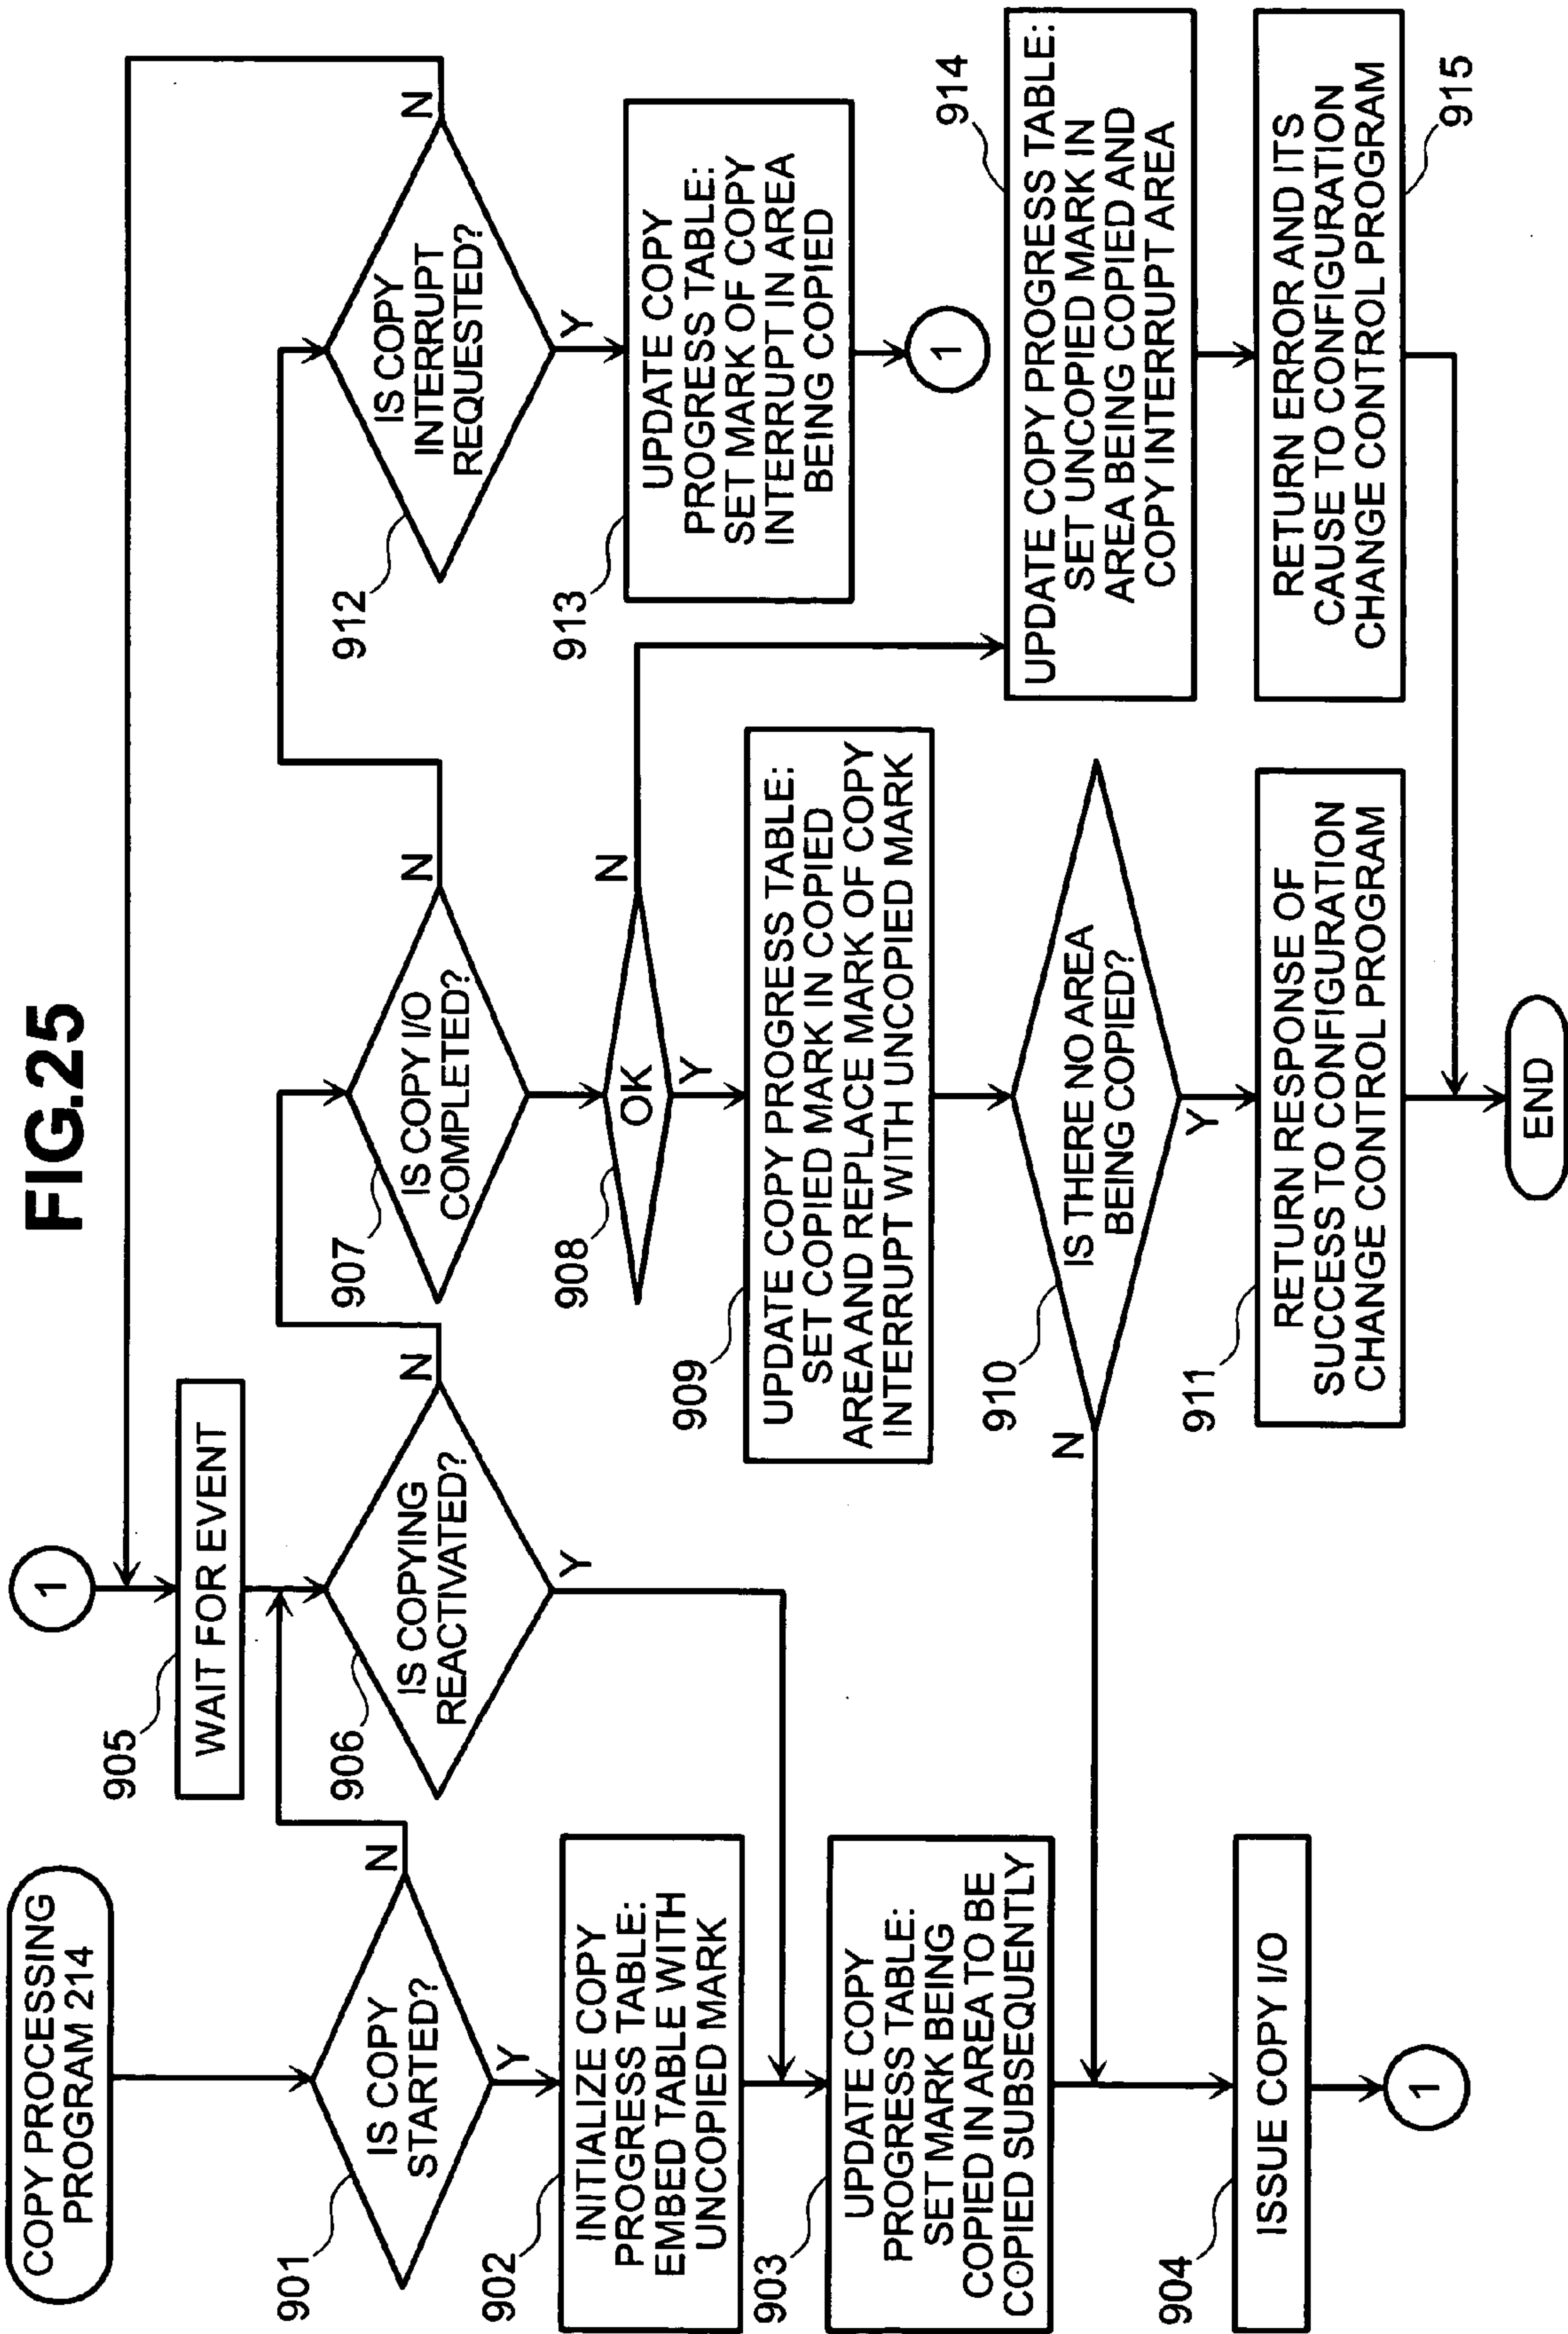 FIG.25
COPY PROCESSING
PROGRAM 214
901
IS COPY
STARTED?
N
Y
902
INITIALIZE COPY
PROGRESS TABLE:
EMBED TABLE WITH
UNCOPIED MARK
903
UPDATE COPY
PROGRESS TABLE:
SET MARK BEING
COPIED IN AREA TO BE
COPIED SUBSEQUENTLY
904
ISSUE COPY I/O
1
1
905
WAIT FOR EVENT
906
IS COPYING
REACTIVATED?
N
Y
907
IS COPY I/O
COMPLETED?
N
908
OK
N
Y
909
UPDATE COPY PROGRESS TABLE:
SET COPIED MARK IN COPIED
AREA AND REPLACE MARK OF COPY
INTERRUPT WITH UNCOPIED MARK
910
IS THERE NO AREA
BEING COPIED?
N
Y
911
RETURN RESPONSE OF
SUCCESS TO CONFIGURATION
CHANGE CONTROL PROGRAM
END
912
IS COPY
INTERRUPT
REQUESTED?
N
Y
913
UPDATE COPY
PROGRESS TABLE:
SET MARK OF COPY
INTERRUPT IN AREA
BEING COPIED
1
914
UPDATE COPY PROGRESS TABLE:
SET UNCOPIED MARK IN
AREA BEING COPIED AND
COPY INTERRUPT AREA
915
RETURN ERROR AND ITS
CAUSE TO CONFIGURATION
CHANGE CONTROL PROGRAM